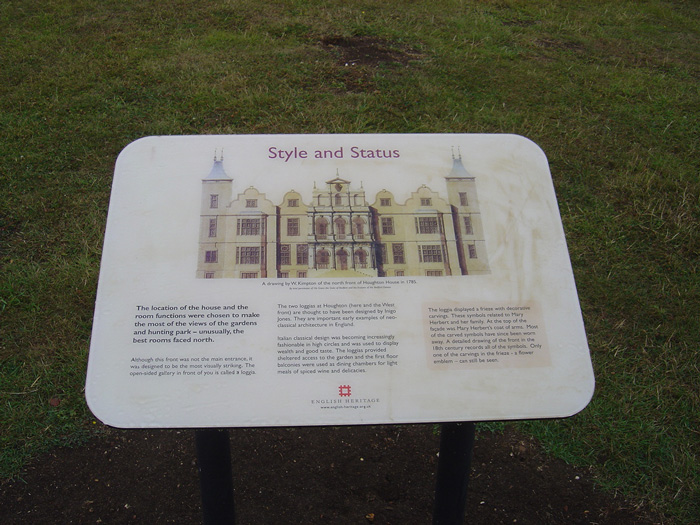 Style and Status
A drawing by W. Kimpton of the north front of Houghton House in 1785.
The location of the house and the
room functions were chosen to make
the most of the views of the gardens
and hunting park – unusually, the
best rooms faced north.
Although this front was not the main entrance, it
was designed to be the most visually striking. The
open-sided gallery in front of you is called a loggia.
The two loggias at Houghton (here and the West
front) are thought to have been designed by Inigo
Jones. They are important early examples of neo-
classical architecture in England.
Italian classical design was becoming increasingly
fashionable in high circles and was used to display
wealth and good taste. The loggias provided
sheltered access to the garden and the first floor
balconies were used as dining chambers for light
meals of spiced wine and delicacies.
The loggia displayed a frieze with decorative
carvings. These symbols related to Mary
Herbert and her family. At the top of the
façade was Mary Herbert's coat of arms. Most
of the carved symbols have since been worn
away. A detailed drawing of the front in the
18th century records all of the symbols. Only
one of the carvings in the frieze - a flower
emblem - can still be seen.
ENGLISH HERITAGE
www.english-heritage.org.uk